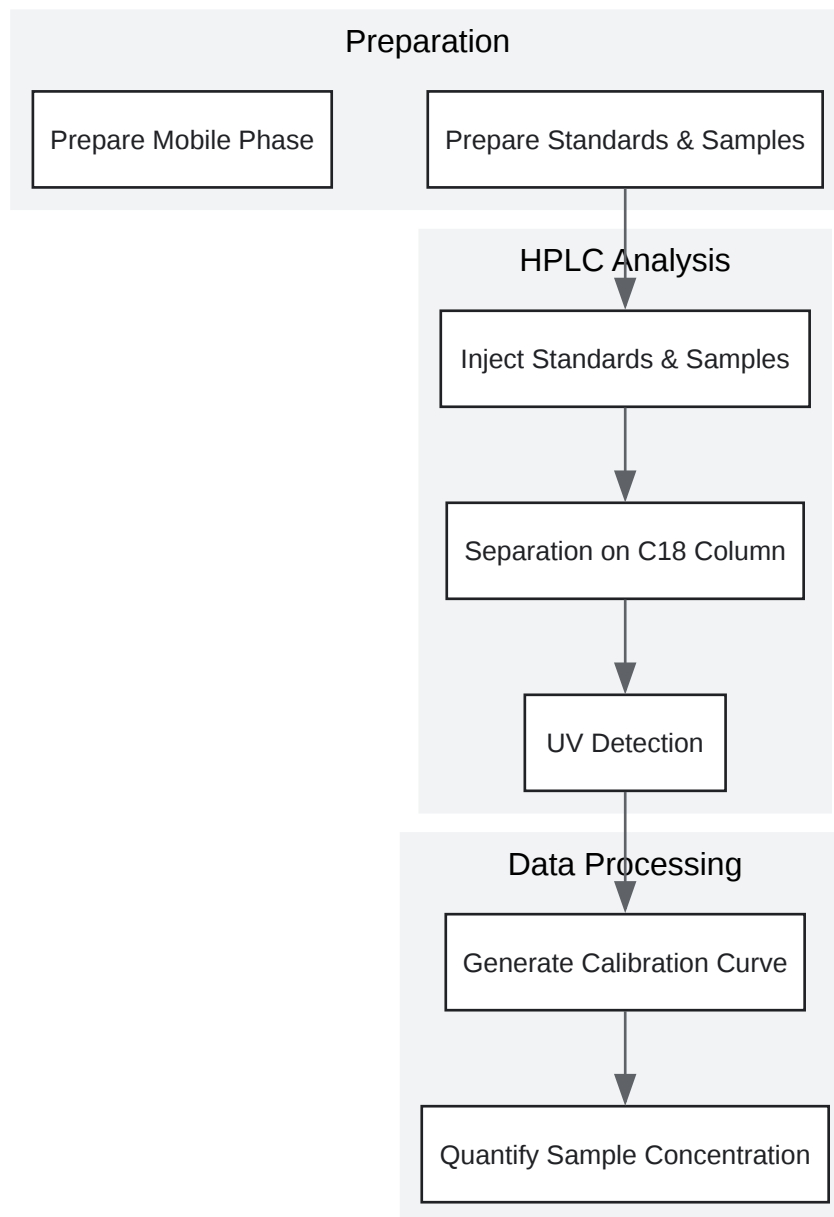 Preparation
Prepare Mobile Phase
Prepare Standards & Samples
HPLC Analysis
Inject Standards & Samples
Separation on C18 Column
UV Detection
Data Processing
Generate Calibration Curve
Quantify Sample Concentration